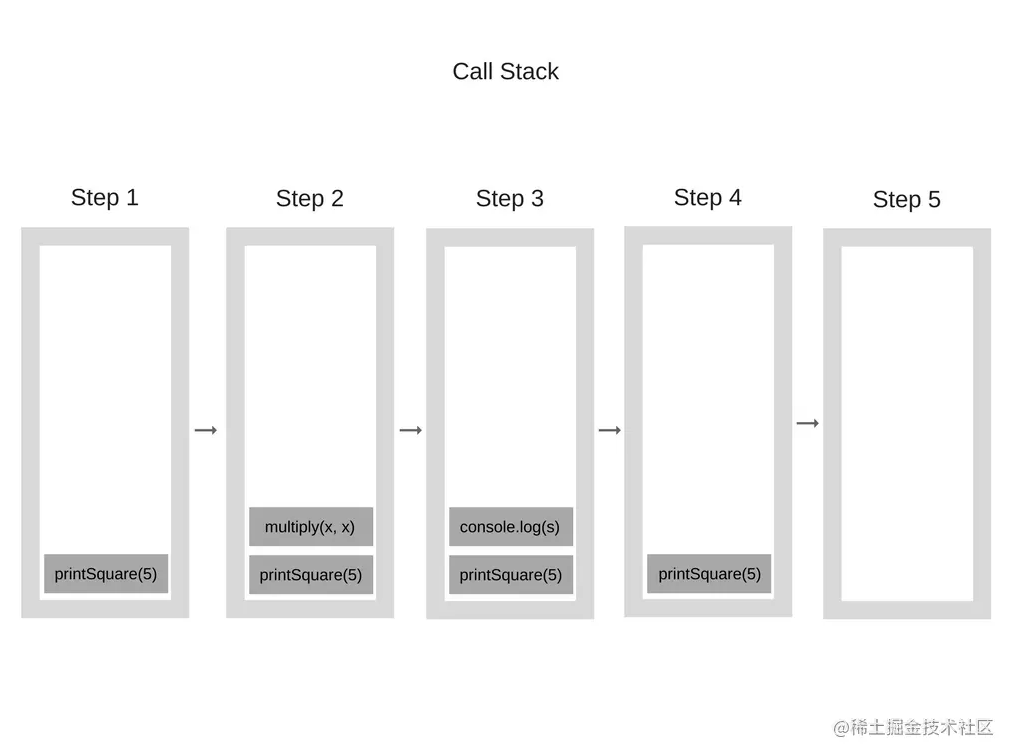 Call Stack
Step 1
Step 2
Step 3
Step 4
Step 5
multiply(x, x)
console.log(s)
printSquare(5)
printSquare(5)
printSquare(5)
printSquare(5)
@稀土掘金技术社区